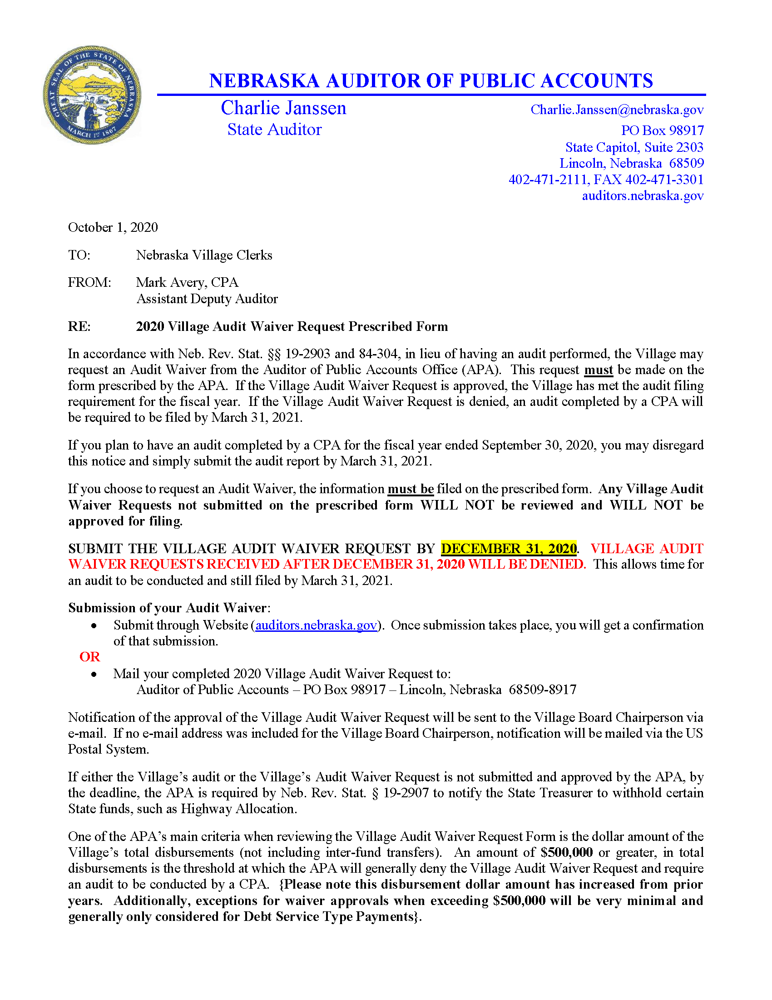 GREAT SEAL OF THE STATE OF NEBRASKA
MARCH 1ST 1867
NEBRASKA AUDITOR OF PUBLIC ACCOUNTS
Charlie Janssen
State Auditor
Charlie.Janssen@nebraska.gov
PO Box 98917
State Capitol, Suite 2303
Lincoln, Nebraska  68509
402-471-2111, FAX 402-471-3301
auditors.nebraska.gov
October 1, 2020
TO: Nebraska Village Clerks
FROM: Mark Avery, CPA
Assistant Deputy Auditor
RE: 2020 Village Audit Waiver Request Prescribed Form
In accordance with Neb. Rev. Stat. §§ 19-2903 and 84-304, in lieu of having an audit performed, the Village may
request an Audit Waiver from the Auditor of Public Accounts Office (APA).  This request must be made on the
form prescribed by the APA.  If the Village Audit Waiver Request is approved, the Village has met the audit filing
requirement for the fiscal year.  If the Village Audit Waiver Request is denied, an audit completed by a CPA will
be required to be filed by March 31, 2021.
If you plan to have an audit completed by a CPA for the fiscal year ended September 30, 2020, you may disregard
this notice and simply submit the audit report by March 31, 2021.
If you choose to request an Audit Waiver, the information must be filed on the prescribed form.  Any Village Audit
Waiver Requests not submitted on the prescribed form WILL NOT be reviewed and WILL NOT be
approved for filing.
SUBMIT THE VILLAGE AUDIT WAIVER REQUEST BY DECEMBER 31, 2020.  VILLAGE AUDIT
WAIVER REQUESTS RECEIVED AFTER DECEMBER 31, 2020 WILL BE DENIED.  This allows time for
an audit to be conducted and still filed by March 31, 2021.
Submission of your Audit Waiver:
• Submit through Website (auditors.nebraska.gov).  Once submission takes place, you will get a confirmation
of that submission.
OR
• Mail your completed 2020 Village Audit Waiver Request to:
Auditor of Public Accounts – PO Box 98917 – Lincoln, Nebraska  68509-8917
Notification of the approval of the Village Audit Waiver Request will be sent to the Village Board Chairperson via
e-mail.  If no e-mail address was included for the Village Board Chairperson, notification will be mailed via the US
Postal System.
If either the Village's audit or the Village's Audit Waiver Request is not submitted and approved by the APA, by
the deadline, the APA is required by Neb. Rev. Stat. § 19-2907 to notify the State Treasurer to withhold certain
State funds, such as Highway Allocation.
One of the APA's main criteria when reviewing the Village Audit Waiver Request Form is the dollar amount of the
Village's total disbursements (not including inter-fund transfers).  An amount of $500,000 or greater, in total
disbursements is the threshold at which the APA will generally deny the Village Audit Waiver Request and require
an audit to be conducted by a CPA.  {Please note this disbursement dollar amount has increased from prior
years.  Additionally, exceptions for waiver approvals when exceeding $500,000 will be very minimal and
generally only considered for Debt Service Type Payments}.